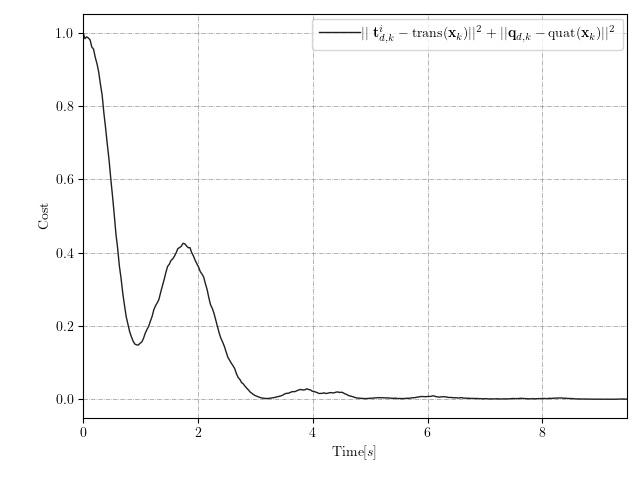 || t^i_{d,k} − trans(x_k)||^2 + ||q_{d,k} − quat(x_k)||^2
1.0
0.8
0.6
0.4
0.2
0.0
Cost
0 2 4 6 8
Time[s]